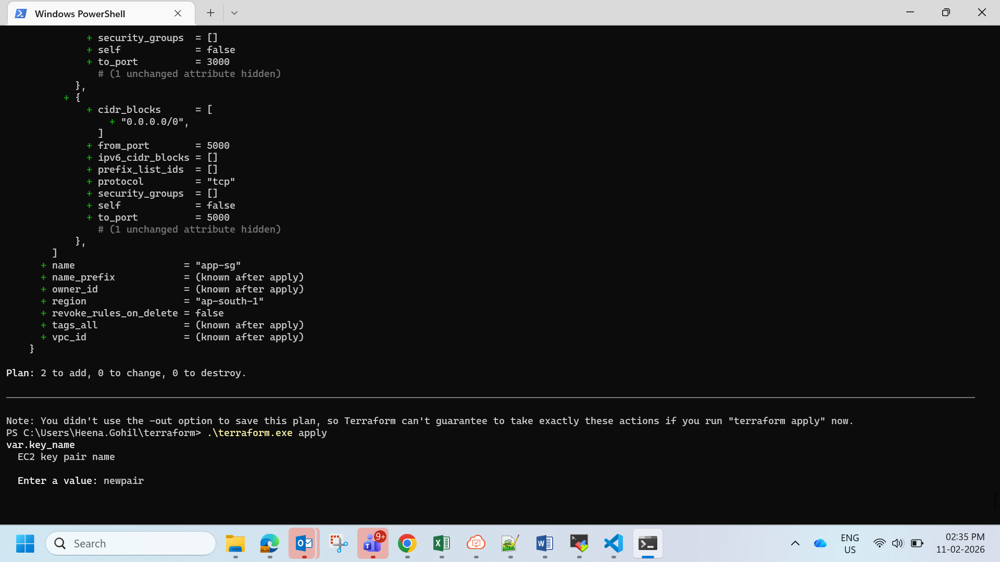 Windows PowerShell
+ security_groups  = []
+ self             = false
+ to_port          = 3000
# (1 unchanged attribute hidden)
},
+ {
+ cidr_blocks      = [
+ "0.0.0.0/0",
]
+ from_port        = 5000
+ ipv6_cidr_blocks = []
+ prefix_list_ids  = []
+ protocol         = "tcp"
+ security_groups  = []
+ self             = false
+ to_port          = 5000
# (1 unchanged attribute hidden)
},
]
+ name                   = "app-sg"
+ name_prefix            = (known after apply)
+ owner_id               = (known after apply)
+ region                 = "ap-south-1"
+ revoke_rules_on_delete = false
+ tags_all               = (known after apply)
+ vpc_id                 = (known after apply)
}
Plan: 2 to add, 0 to change, 0 to destroy.
Note: You didn't use the -out option to save this plan, so Terraform can't guarantee to take exactly these actions if you run "terraform apply" now.
PS C:\Users\Heena.Gohil\terraform> .\terraform.exe apply
var.key_name
EC2 key pair name
Enter a value: newpair
Search
9+
ENG
US
02:35 PM
11-02-2026